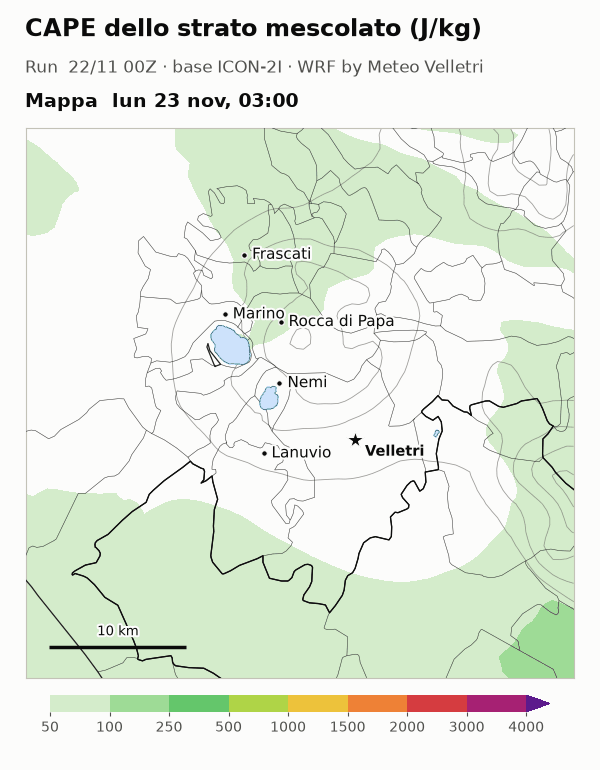 CAPE dello strato mescolato (J/kg)
Run  22/11 00Z · base ICON-2I · WRF by Meteo Velletri
Mappa  lun 23 nov, 03:00
Frascati
Marino
Rocca di Papa
Nemi
Velletri
Lanuvio
10 km
50 100 250 500 1000 1500 2000 3000 4000